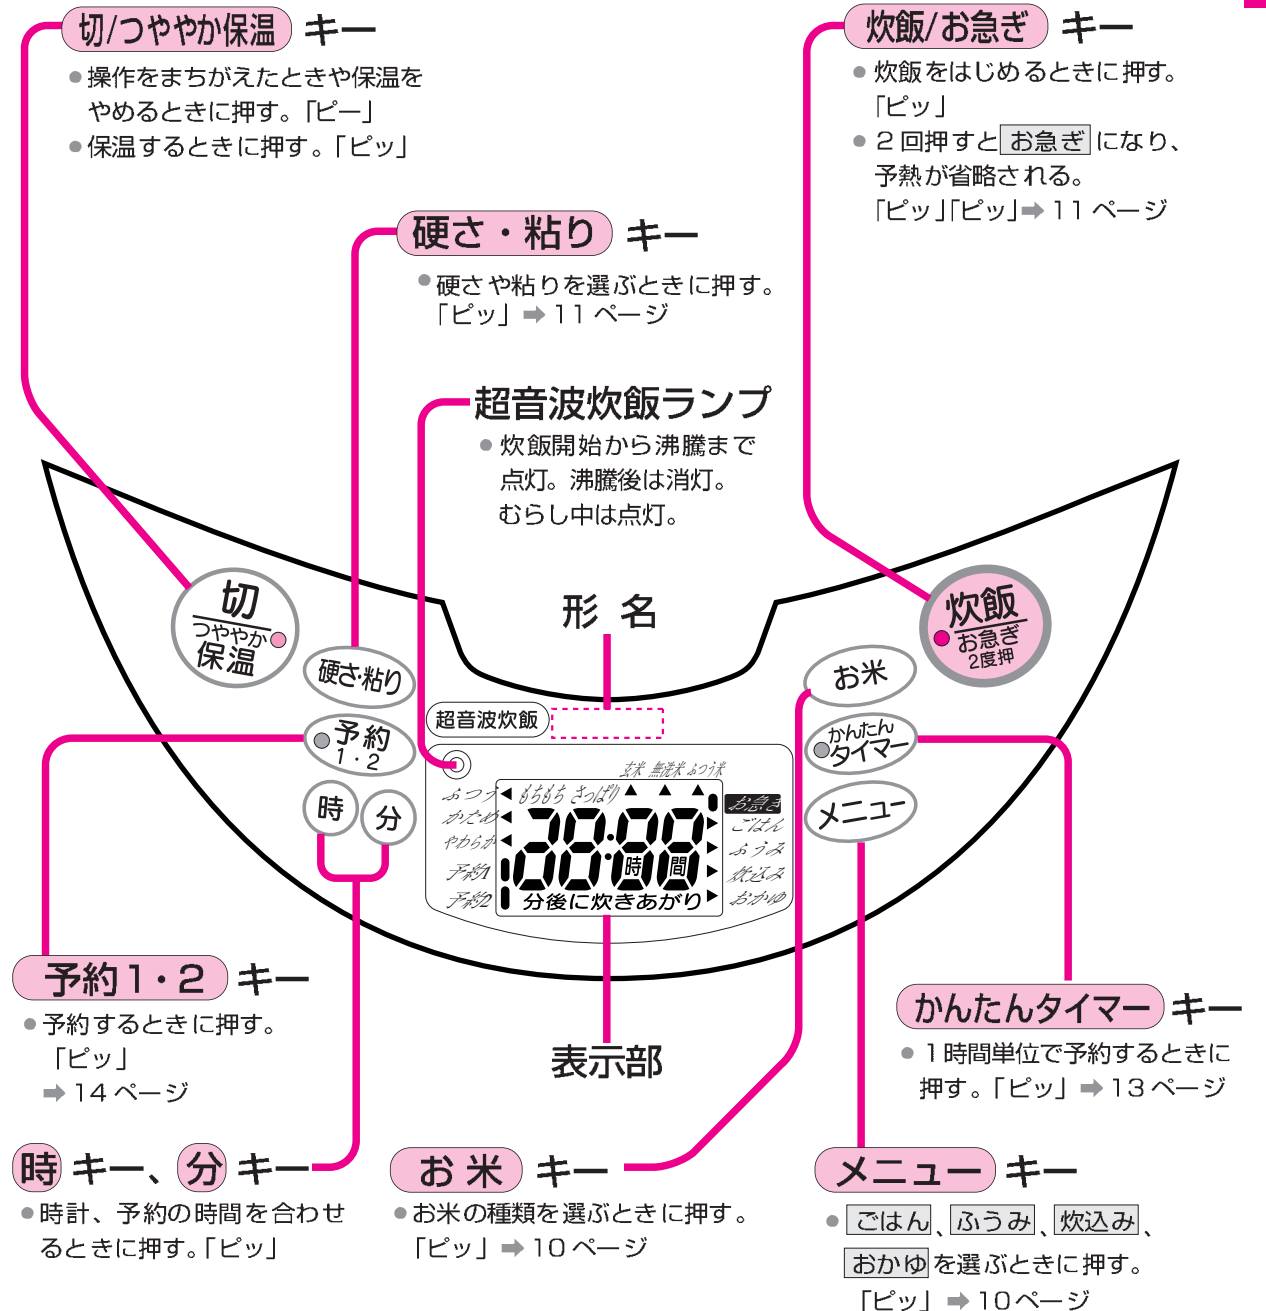 切/つややか保温 キー
●操作をまちがえたときや保温を
やめるときに押す。「ピー」
●保温するときに押す。「ピッ」
炊飯/お急ぎ キー
●炊飯をはじめるときに押す。
「ピッ」
●2回押すと お急ぎ になり、
予熱が省略される。
「ピッ」「ピッ」➡11ページ
硬さ・粘り キー
●硬さや粘りを選ぶときに押す。
「ピッ」➡11ページ
超音波炊飯ランプ
●炊飯開始から沸騰まで
点灯。沸騰後は消灯。
むらし中は点灯。
形 名
切
つややか
保温
硬さ・粘り
予約
1・2
時 分
超音波炊飯
炊飯
お急ぎ
2度押
お米
かんたん
タイマー
メニュー
玄米 無洗米 ふつう米
ふつう ◀ もちもち さっぱり ▲ ▲ ▲ お急ぎ
かため ◀ ▶ ごはん
やわらか ◀ 88:88 ▶ ふうみ
予約1 時 間 ▶ 炊込み
予約2 分後に炊きあがり ▶ おかゆ
表示部
予約1・2 キー
●予約するときに押す。
「ピッ」
➡14ページ
かんたんタイマー キー
●1時間単位で予約するときに
押す。「ピッ」➡13ページ
時 キー、分 キー
●時計、予約の時間を合わせ
るときに押す。「ピッ」
お米 キー
●お米の種類を選ぶときに押す。
「ピッ」➡10ページ
メニュー キー
●ごはん、ふうみ、炊込み、
おかゆを選ぶときに押す。
「ピッ」➡10ページ